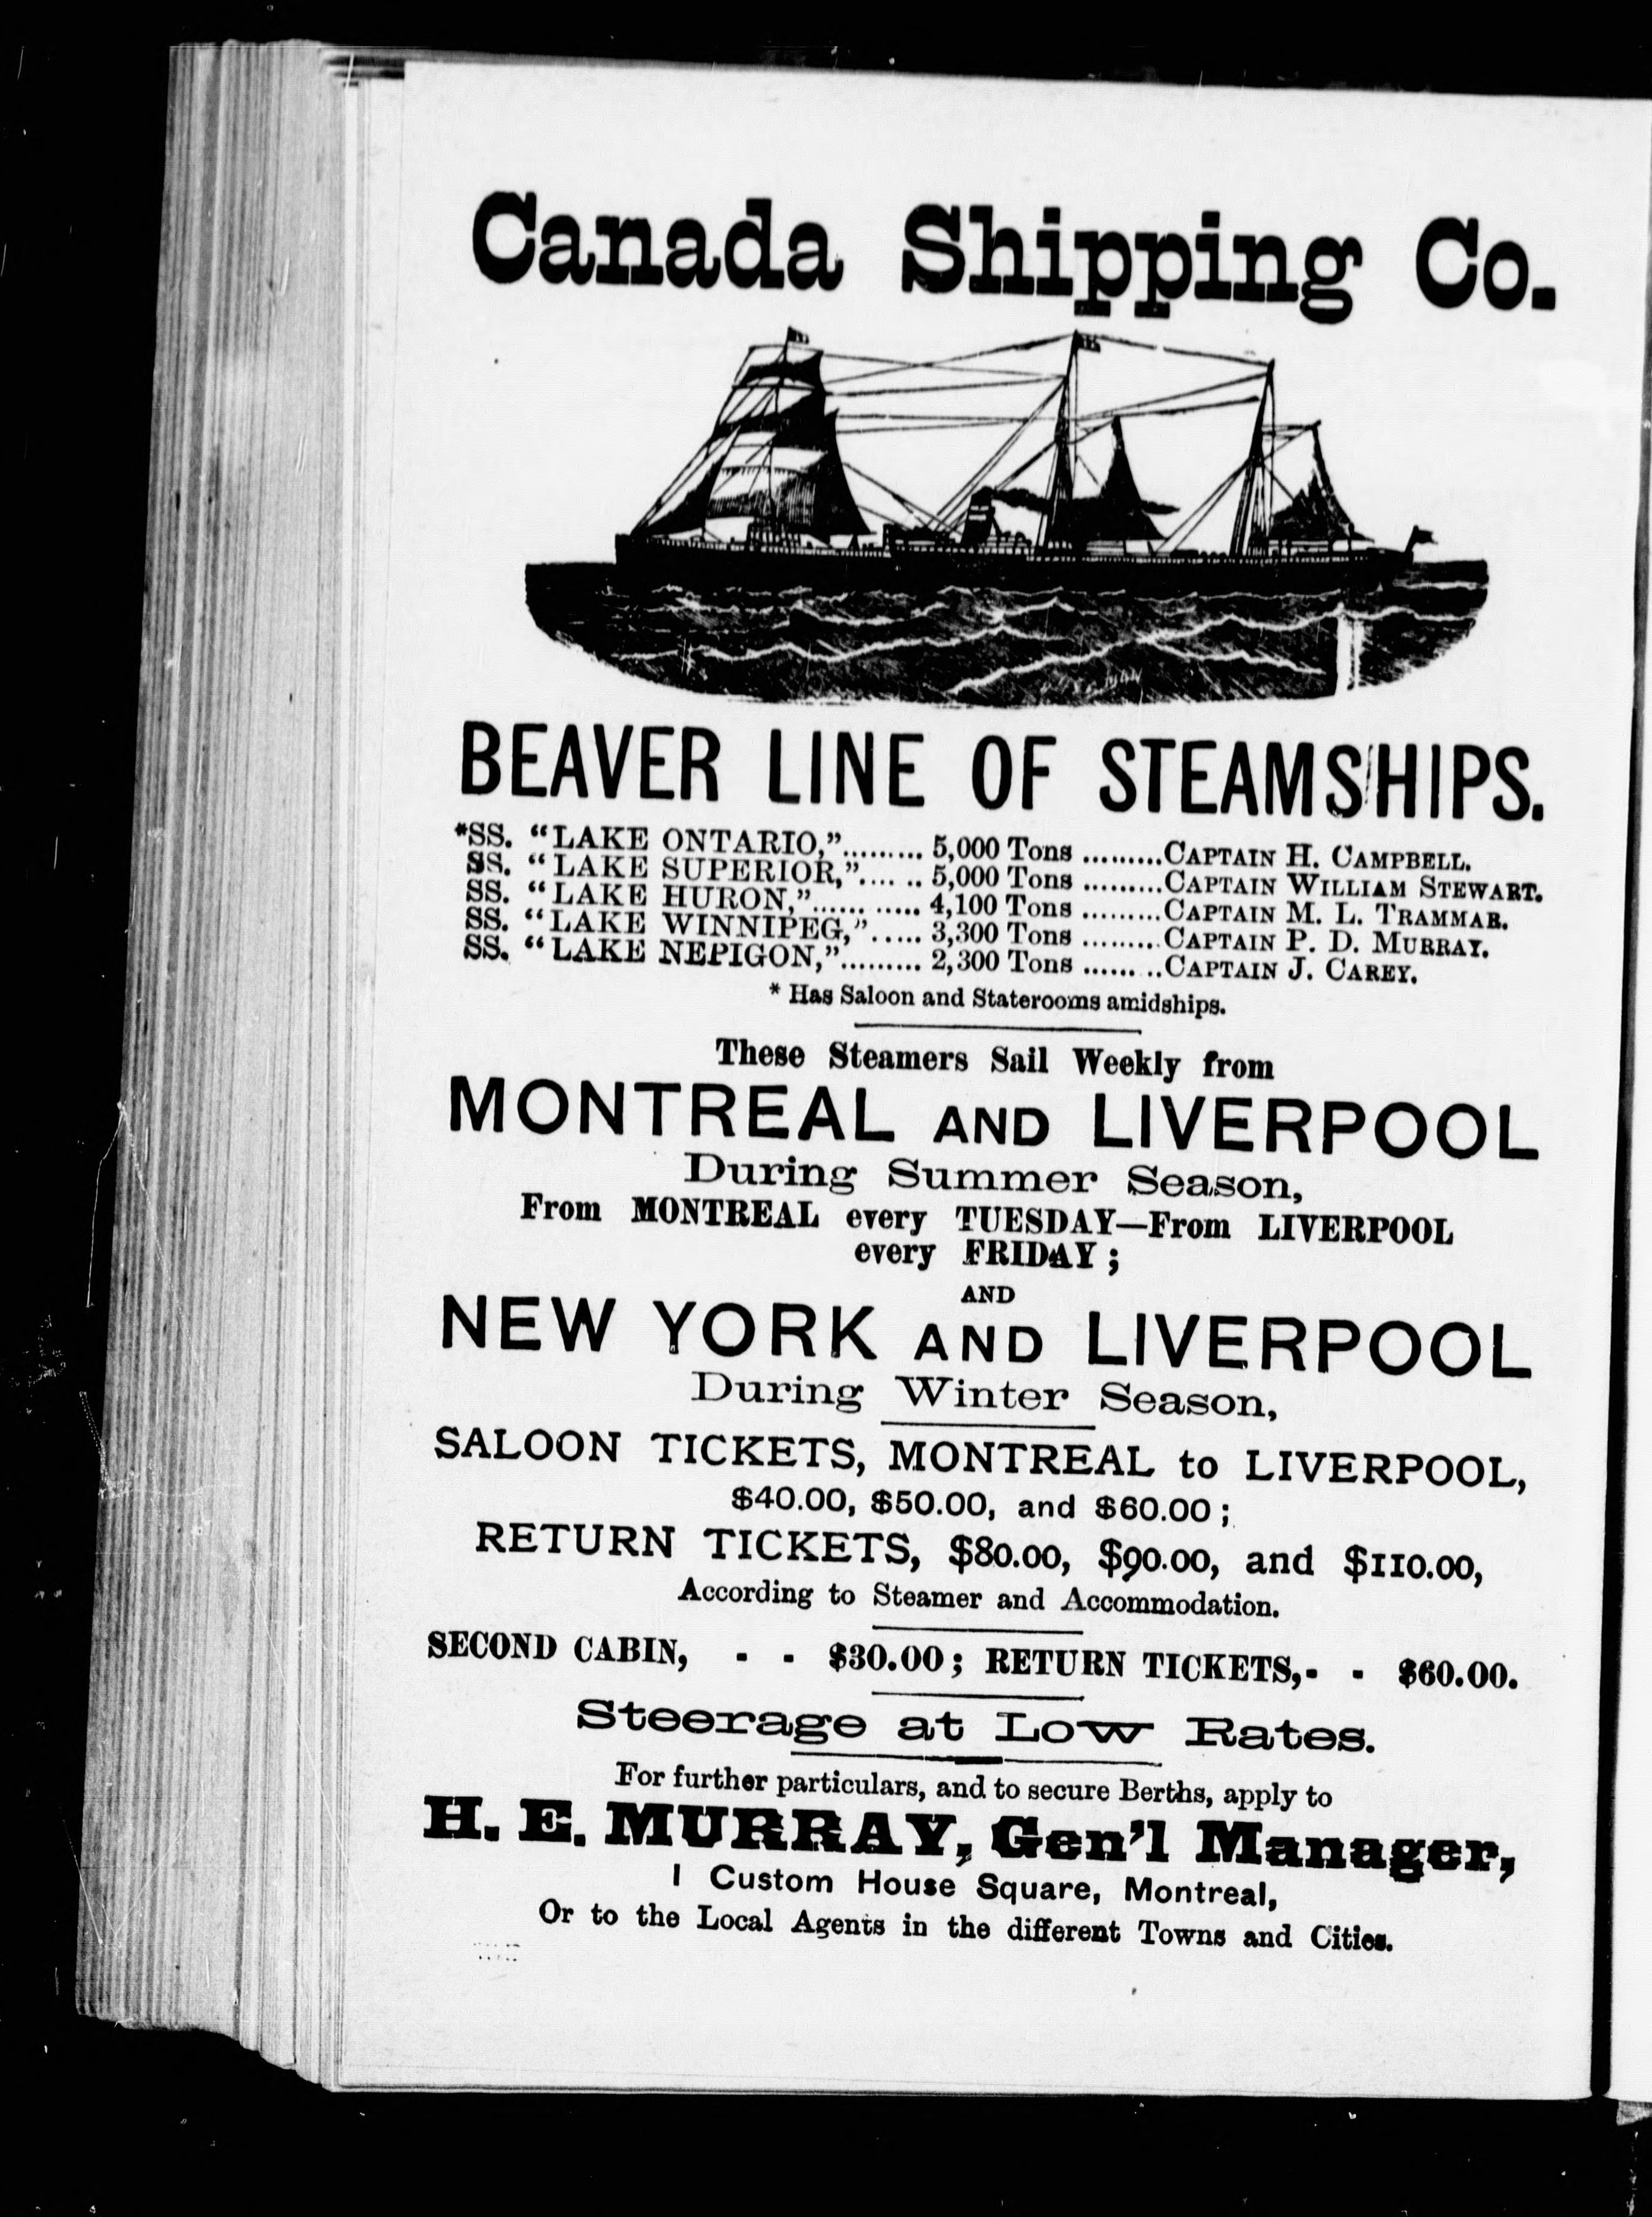 Canada Shipping Co.
BEAVER LINE OF STEAMSHIPS.
*SS. "LAKE ONTARIO,"......... 5,000 Tons .........CAPTAIN H. CAMPBELL.
SS. "LAKE SUPERIOR,".... .. 5,000 Tons .........CAPTAIN WILLIAM STEWART.
SS. "LAKE HURON,"...... ..... 4,100 Tons .........CAPTAIN M. L. TRAMMAR.
SS. "LAKE WINNIPEG,"...... 3,300 Tons .........CAPTAIN P. D. MURRAY.
SS. "LAKE NEPIGON,"......... 2,300 Tons ...... ..CAPTAIN J. CAREY.
* Has Saloon and Staterooms amidships.
These Steamers Sail Weekly from
MONTREAL AND LIVERPOOL
During Summer Season,
From MONTREAL every TUESDAY—From LIVERPOOL
every FRIDAY ;
AND
NEW YORK AND LIVERPOOL
During Winter Season,
SALOON TICKETS, MONTREAL to LIVERPOOL,
$40.00, $50.00, and $60.00 ;
RETURN TICKETS, $80.00, $90.00, and $110.00,
According to Steamer and Accommodation.
SECOND CABIN, - - $30.00 ; RETURN TICKETS,- - $60.00.
Steerage at Low Rates.
For further particulars, and to secure Berths, apply to
H. E. MURRAY, Gen'l Manager,
1 Custom House Square, Montreal,
Or to the Local Agents in the different Towns and Cities.